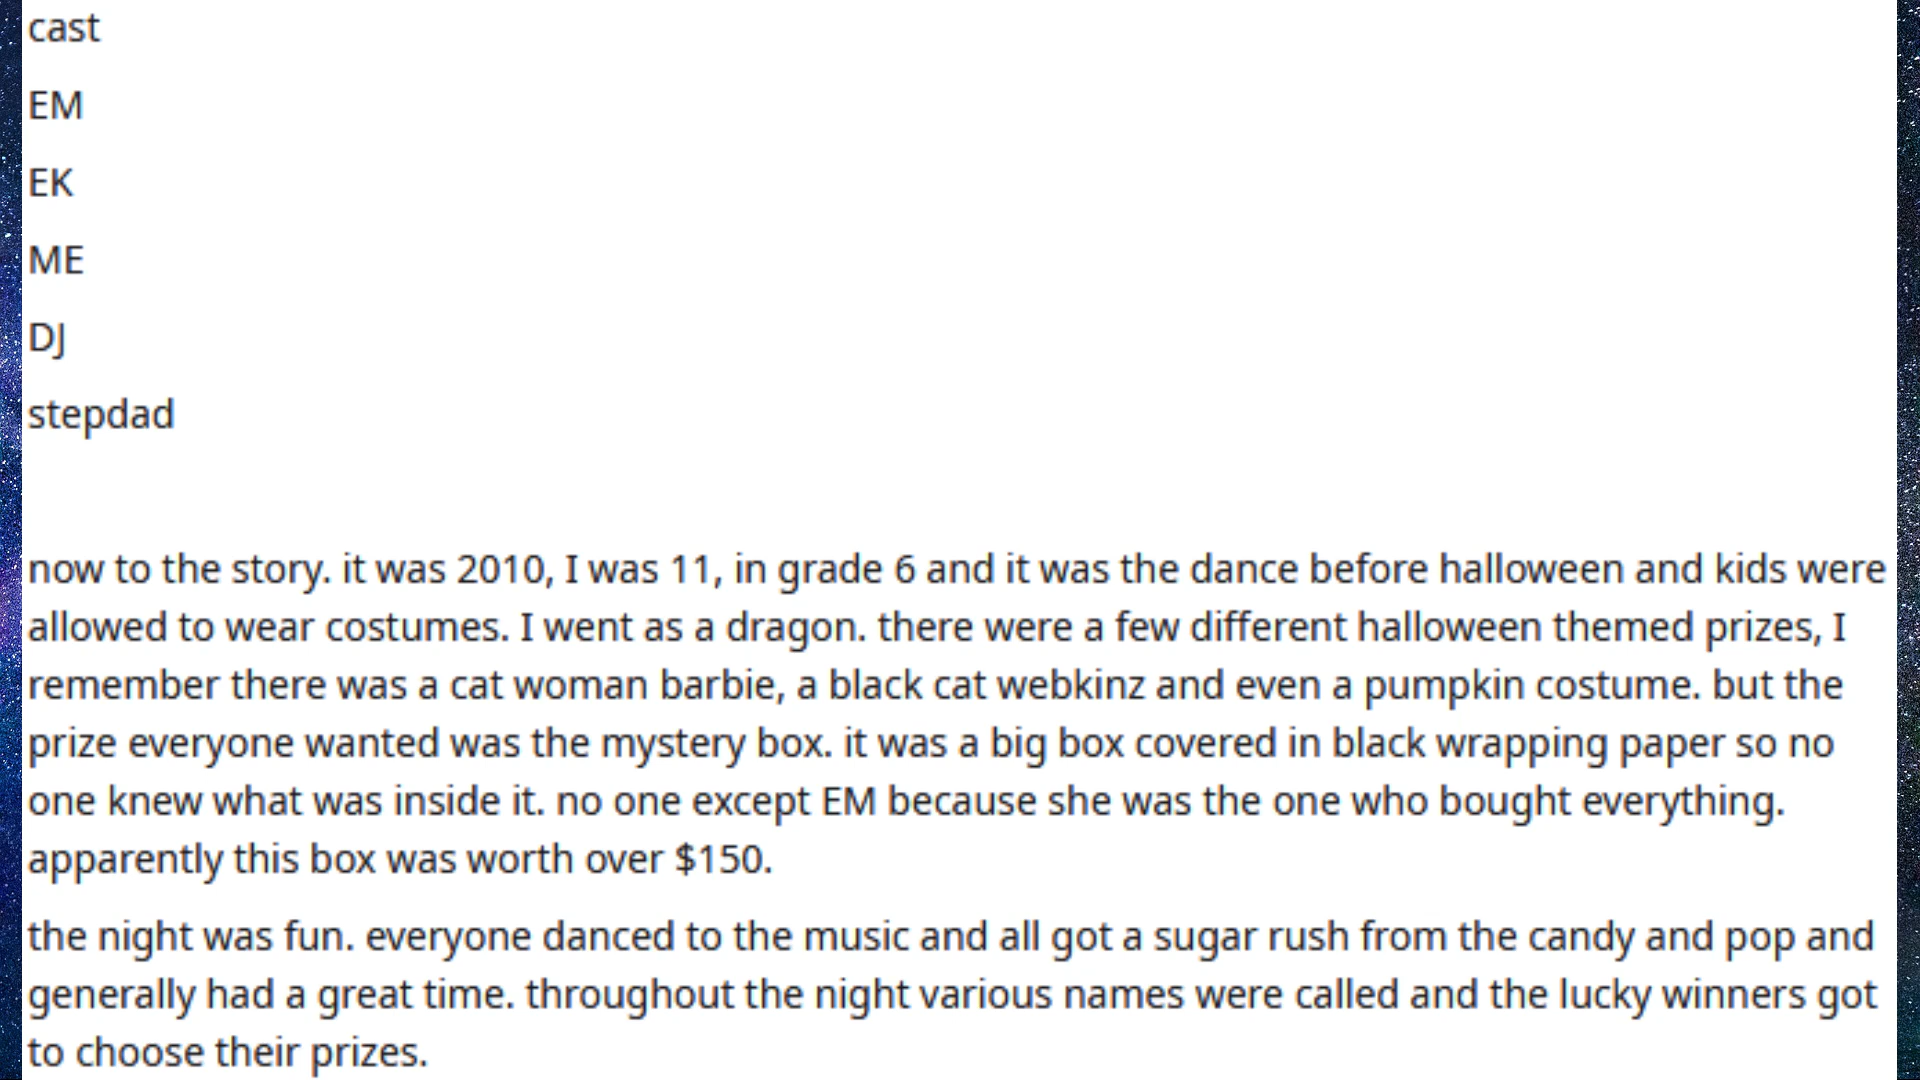 cast
EM
EK
ME
DJ
stepdad
now to the story. it was 2010, I was 11, in grade 6 and it was the dance before halloween and kids were
allowed to wear costumes. I went as a dragon. there were a few different halloween themed prizes, I
remember there was a cat woman barbie, a black cat webkinz and even a pumpkin costume. but the
prize everyone wanted was the mystery box. it was a big box covered in black wrapping paper so no
one knew what was inside it. no one except EM because she was the one who bought everything.
apparently this box was worth over $150.
the night was fun. everyone danced to the music and all got a sugar rush from the candy and pop and
generally had a great time. throughout the night various names were called and the lucky winners got
to choose their prizes.